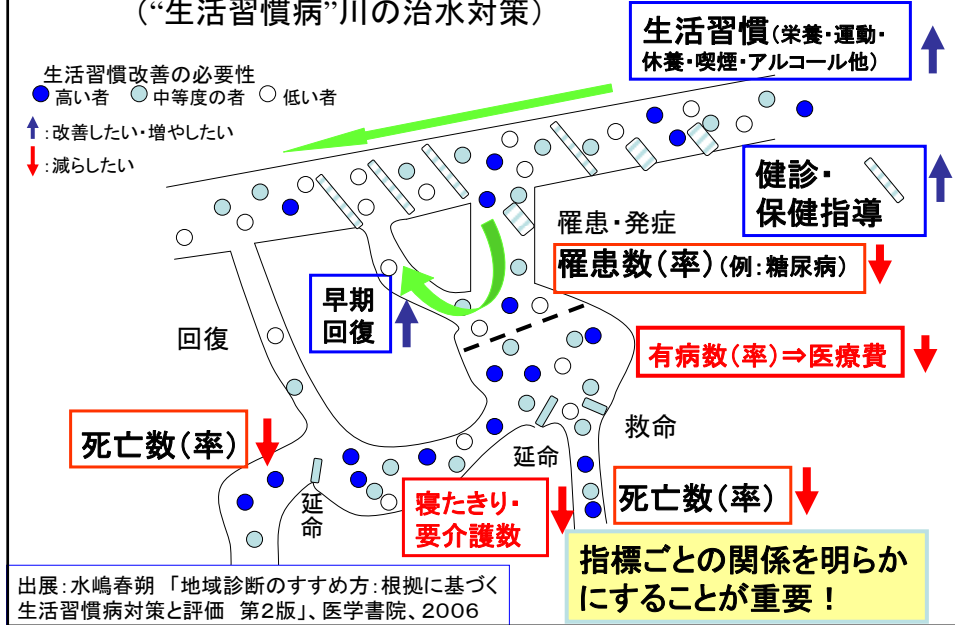 (“生活習慣病”川の治水対策)
生活習慣(栄養・運動・
休養・喫煙・アルコール他)
生活習慣改善の必要性
高い者 中等度の者 低い者
:改善したい・増やしたい
:減らしたい
健診・
保健指導
罹患・発症
罹患数(率)(例:糖尿病)
早期
回復
回復
有病数(率)⇒医療費
救命
死亡数(率)
延命
延命
寝たきり・
要介護数
死亡数(率)
指標ごとの関係を明らか
にすることが重要！
出展:水嶋春朔 「地域診断のすすめ方:根拠に基づく
生活習慣病対策と評価 第2版」、医学書院、2006